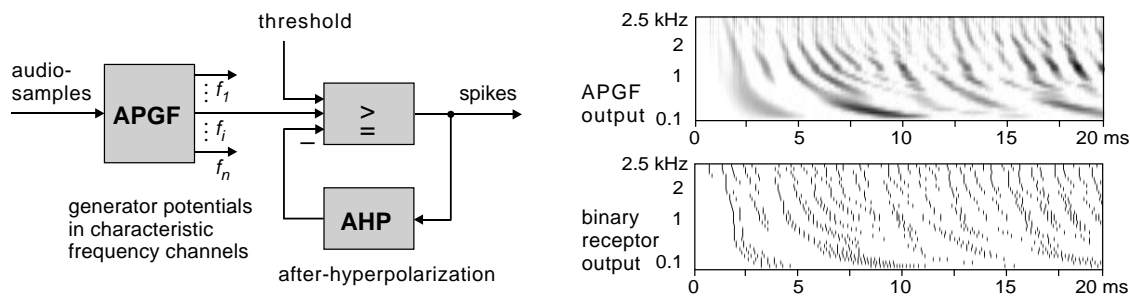 threshold
audio-
samples
APGF
f1
fi
fn
>
=
–
spikes
AHP
generator potentials
in characteristic
frequency channels
after-hyperpolarization
2.5 kHz
2
1
0.1
APGF
output
0 5 10 15 20 ms
2.5 kHz
2
1
0.1
binary
receptor
output
0 5 10 15 20 ms